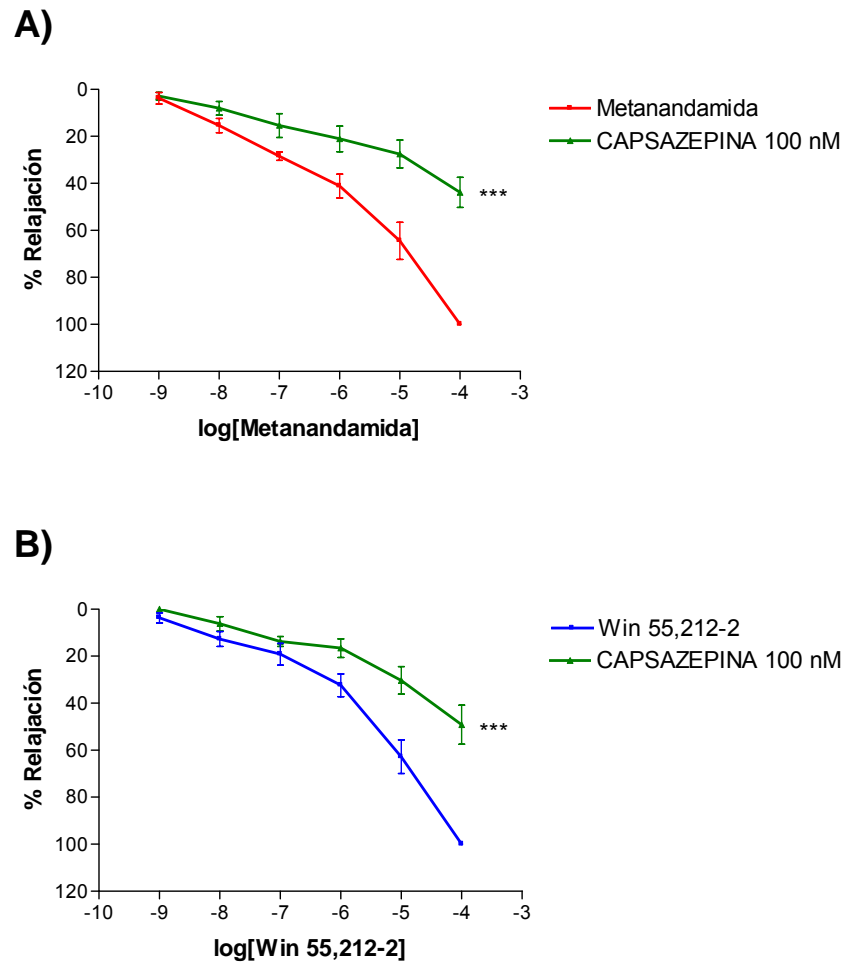 A)
% Relajación
0
20
40
60
80
100
120
-10 -9 -8 -7 -6 -5 -4 -3
log[Metanandamida]
Metanandamida
CAPSAZEPINA 100 nM
***
B)
% Relajación
0
20
40
60
80
100
120
-10 -9 -8 -7 -6 -5 -4 -3
log[Win 55,212-2]
Win 55,212-2
CAPSAZEPINA 100 nM
***